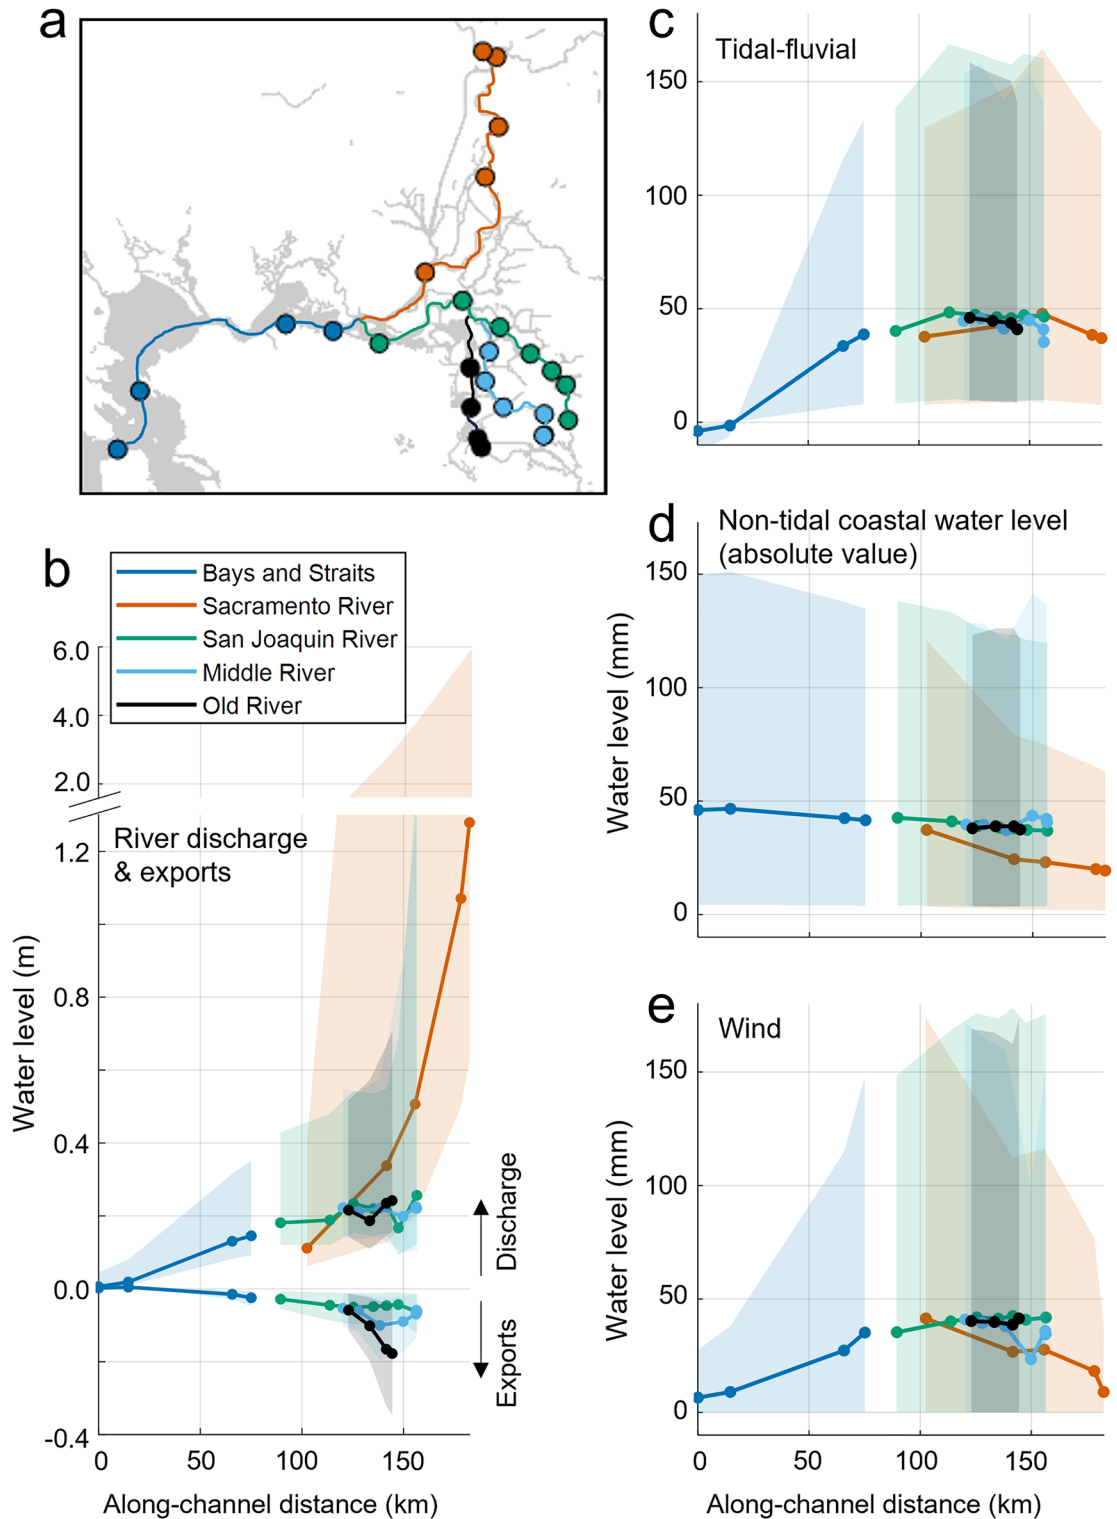 a
b
Bays and Straits
Sacramento River
San Joaquin River
Middle River
Old River
6.0
4.0
2.0
River discharge
& exports
1.2
0.8
0.4
0.0
-0.4
Water level (m)
Discharge
Exports
0 50 100 150
Along-channel distance (km)
c
Tidal-fluvial
150
100
50
0
d
Non-tidal coastal water level
(absolute value)
150
100
50
0
Water level (mm)
e
Wind
150
100
50
0
Water level (mm)
0 50 100 150
Along-channel distance (km)